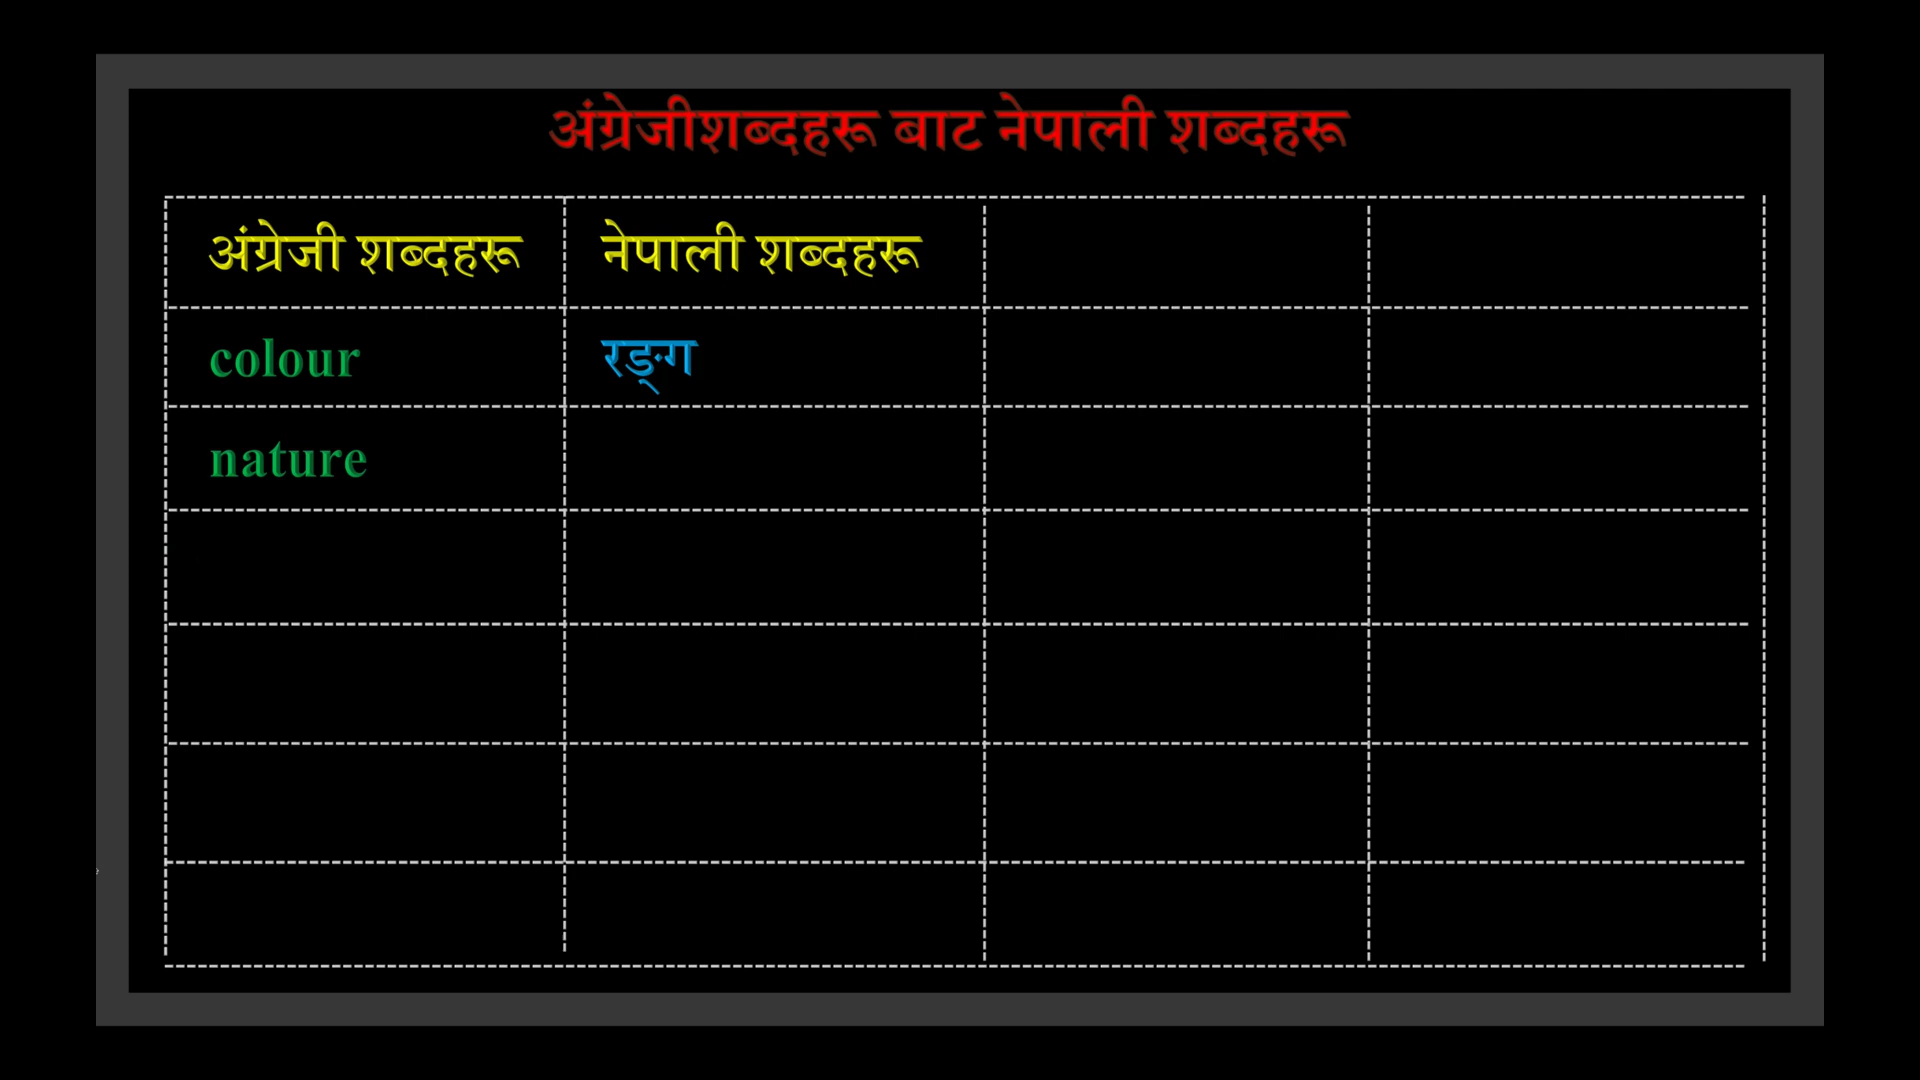 अंग्रेजीशब्दहरू बाट नेपाली शब्दहरू
अंग्रेजी शब्दहरू नेपाली शब्दहरू
colour रङ्ग
nature